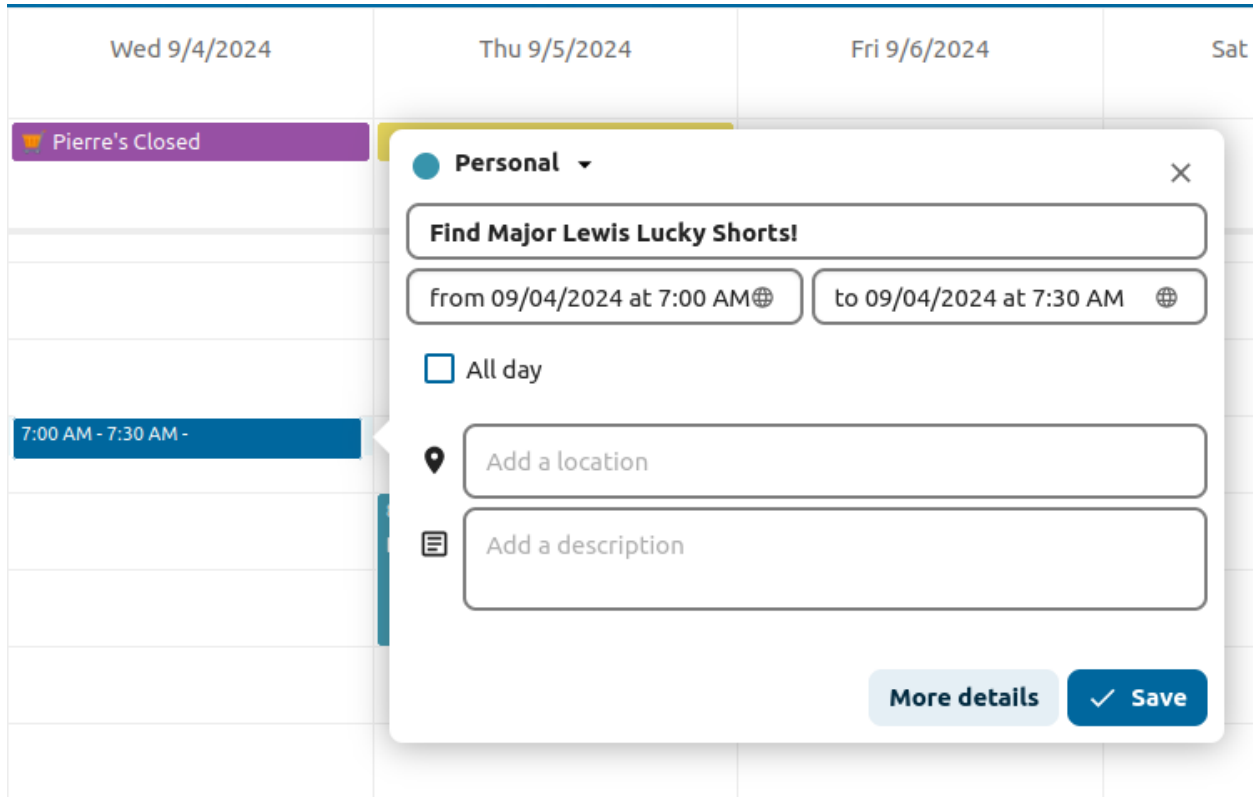 Wed 9/4/2024
Thu 9/5/2024
Fri 9/6/2024
Sat
Pierre's Closed
Personal
Find Major Lewis Lucky Shorts!
from 09/04/2024 at 7:00 AM
to 09/04/2024 at 7:30 AM
All day
7:00 AM - 7:30 AM -
Add a location
Add a description
More details
Save